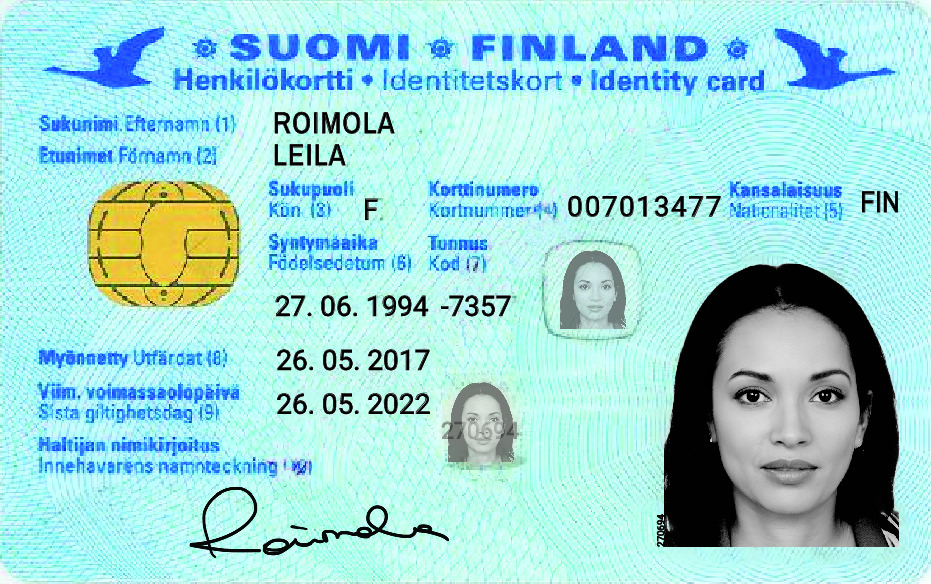 SUOMI FINLAND
Henkilökortti • Identitetskort • Identity card
Sukunimi Efternamn (1) ROIMOLA
Etunimet Förnamn (2) LEILA
Sukupuoli
Kön (3) F
Korttinumero
Kortnummer (4) 007013477
Kansalaisuus
Nationalitet (5) FIN
Syntymäaika
Födelsedetum (6)
Tunnus
Kod (7)
27. 06. 1994 -7357
Myönnetty Utfärdat (8) 26. 05. 2017
Viim. voimassaolopäivä
Sista giltighetsdag (9) 26. 05. 2022
270694
Haltijan nimikirjoitus
Innehavarens namnteckning
Roimola
270694